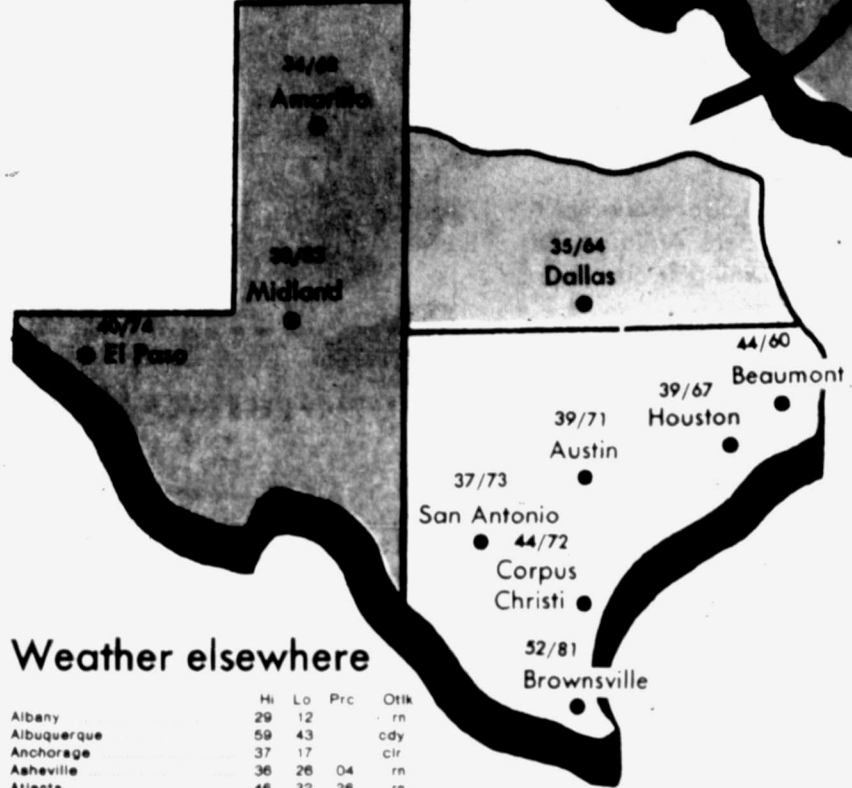 Amarillo
Midland
40/74
El Paso
35/64
Dallas
44/60
Beaumont
39/67
Houston
39/71
Austin
37/73
San Antonio
44/72
Corpus
Christi
52/81
Brownsville
Weather elsewhere
Hi Lo Prc Otlk
Albany 29 12 rn
Albuquerque 59 43 cdy
Anchorage 37 17 clr
Asheville 36 26 04 rn